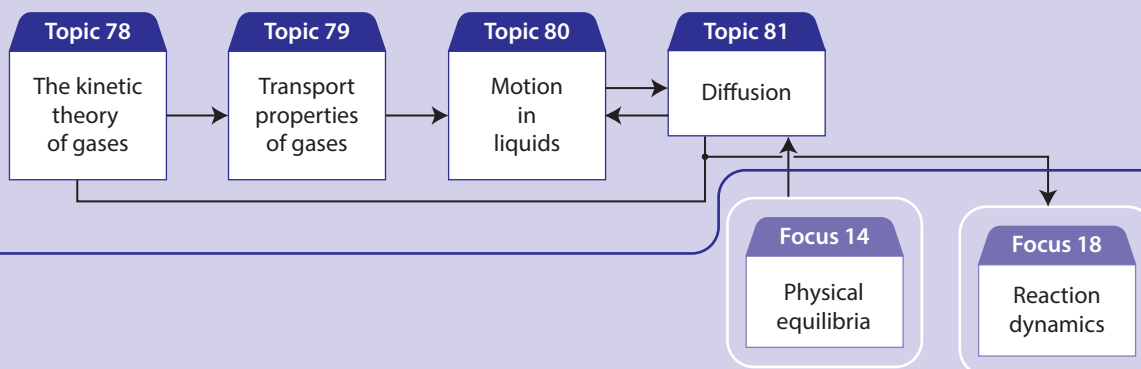 Topic 78
The kinetic
theory
of gases
Topic 79
Transport
properties
of gases
Topic 80
Motion
in
liquids
Topic 81
Diffusion
Focus 14
Physical
equilibria
Focus 18
Reaction
dynamics